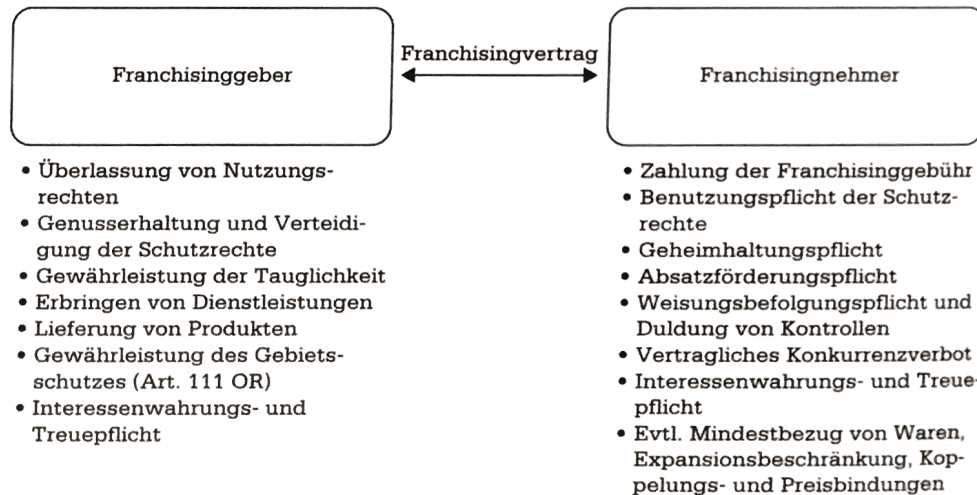 Franchisinggeber
Franchisingvertrag
Franchisingnehmer
• Überlassung von Nutzungs-
rechten
• Genusserhaltung und Verteidi-
gung der Schutzrechte
• Gewährleistung der Tauglichkeit
• Erbringen von Dienstleistungen
• Lieferung von Produkten
• Gewährleistung des Gebiets-
schutzes (Art. 111 OR)
• Interessenwahrungs- und
Treuepflicht
• Zahlung der Franchisinggebühr
• Benutzungspflicht der Schutz-
rechte
• Geheimhaltungspflicht
• Absatzförderungspflicht
• Weisungsbefolgungspflicht und
Duldung von Kontrollen
• Vertragliches Konkurrenzverbot
• Interessenwahrungs- und Treue-
pflicht
• Evtl. Mindestbezug von Waren,
Expansionsbeschränkung, Kop-
pelungs- und Preisbindungen